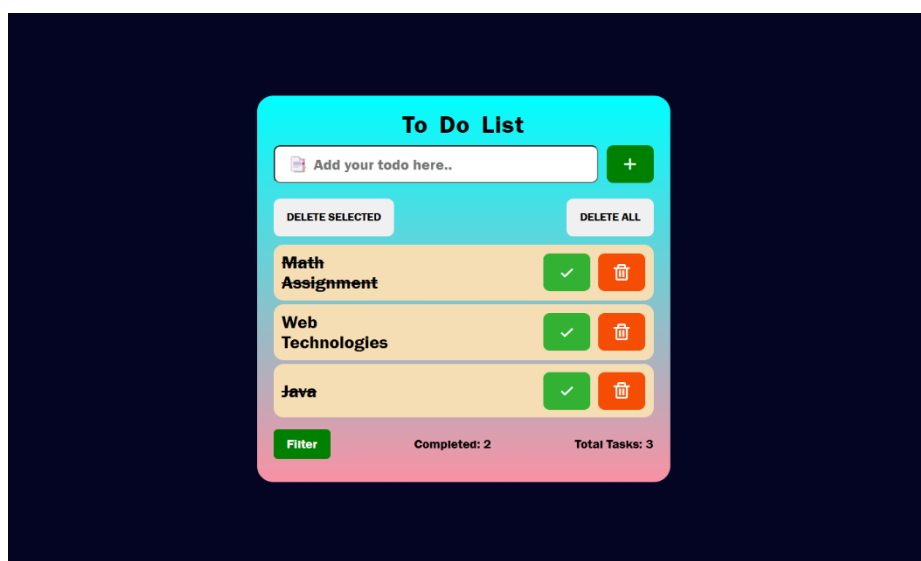 To Do List
Add your todo here..
+
DELETE SELECTED
DELETE ALL
Math
Assignment
Web
Technologies
Java
Filter
Completed: 2
Total Tasks: 3